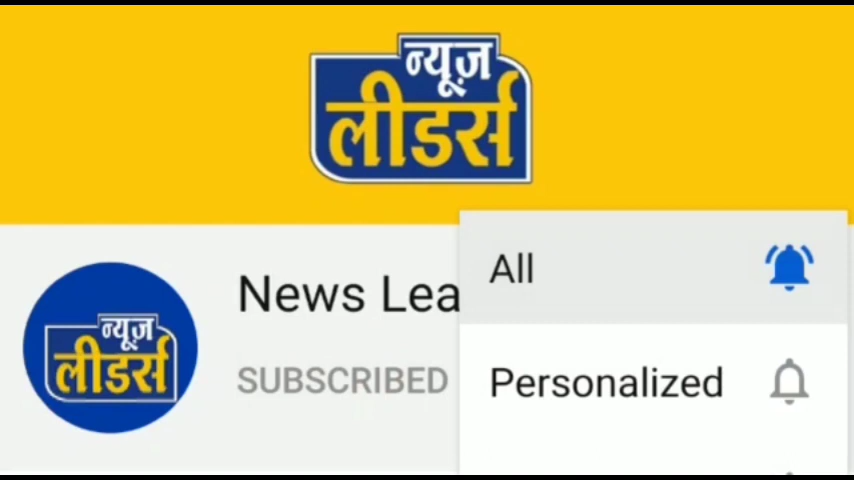 न्यूज़
लीडर्स
न्यूज़
लीडर्स
News Lea
SUBSCRIBED
All
Personalized